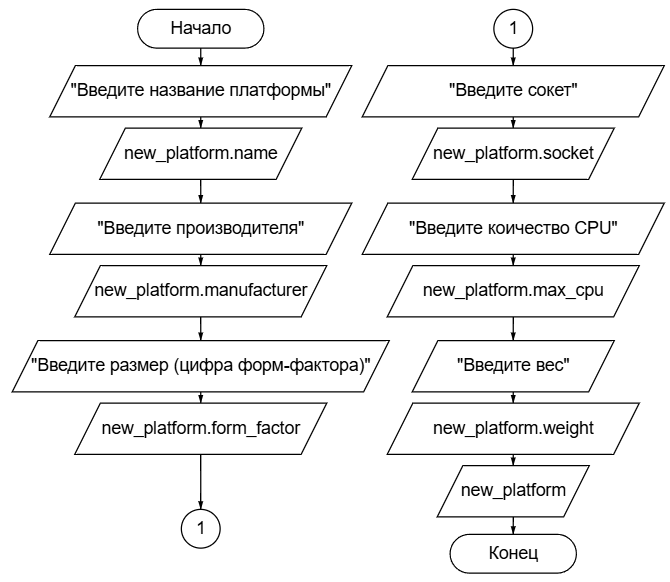 Начало
"Введите название платформы"
new_platform.name
"Введите производителя"
new_platform.manufacturer
"Введите размер (цифра форм-фактора)"
new_platform.form_factor
1
1
"Введите сокет"
new_platform.socket
"Введите коичество CPU"
new_platform.max_cpu
"Введите вес"
new_platform.weight
new_platform
Конец